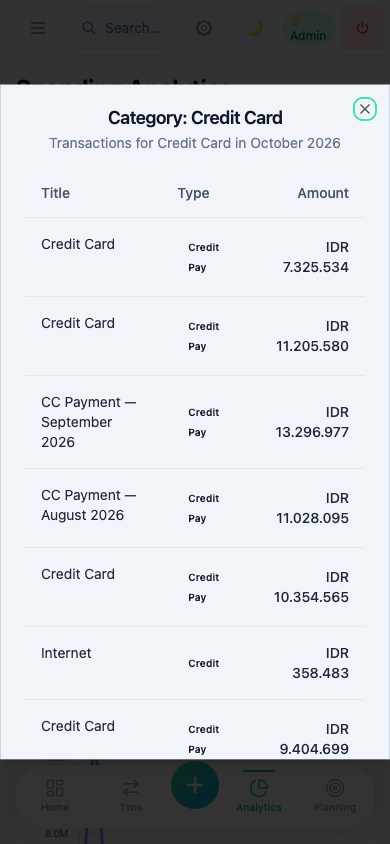 Search...
Admin
Spending Analytics
Category: Credit Card
Transactions for Credit Card in October 2026
Title Type Amount
Credit Card Credit Pay IDR 7.325.534
Credit Card Credit Pay IDR 11.205.580
CC Payment — September 2026 Credit Pay IDR 13.296.977
CC Payment — August 2026 Credit Pay IDR 11.028.095
Credit Card Credit Pay IDR 10.354.565
Internet Credit IDR 358.483
Credit Card Credit Pay IDR 9.404.699
Home Txns Analytics Planning
8.0M